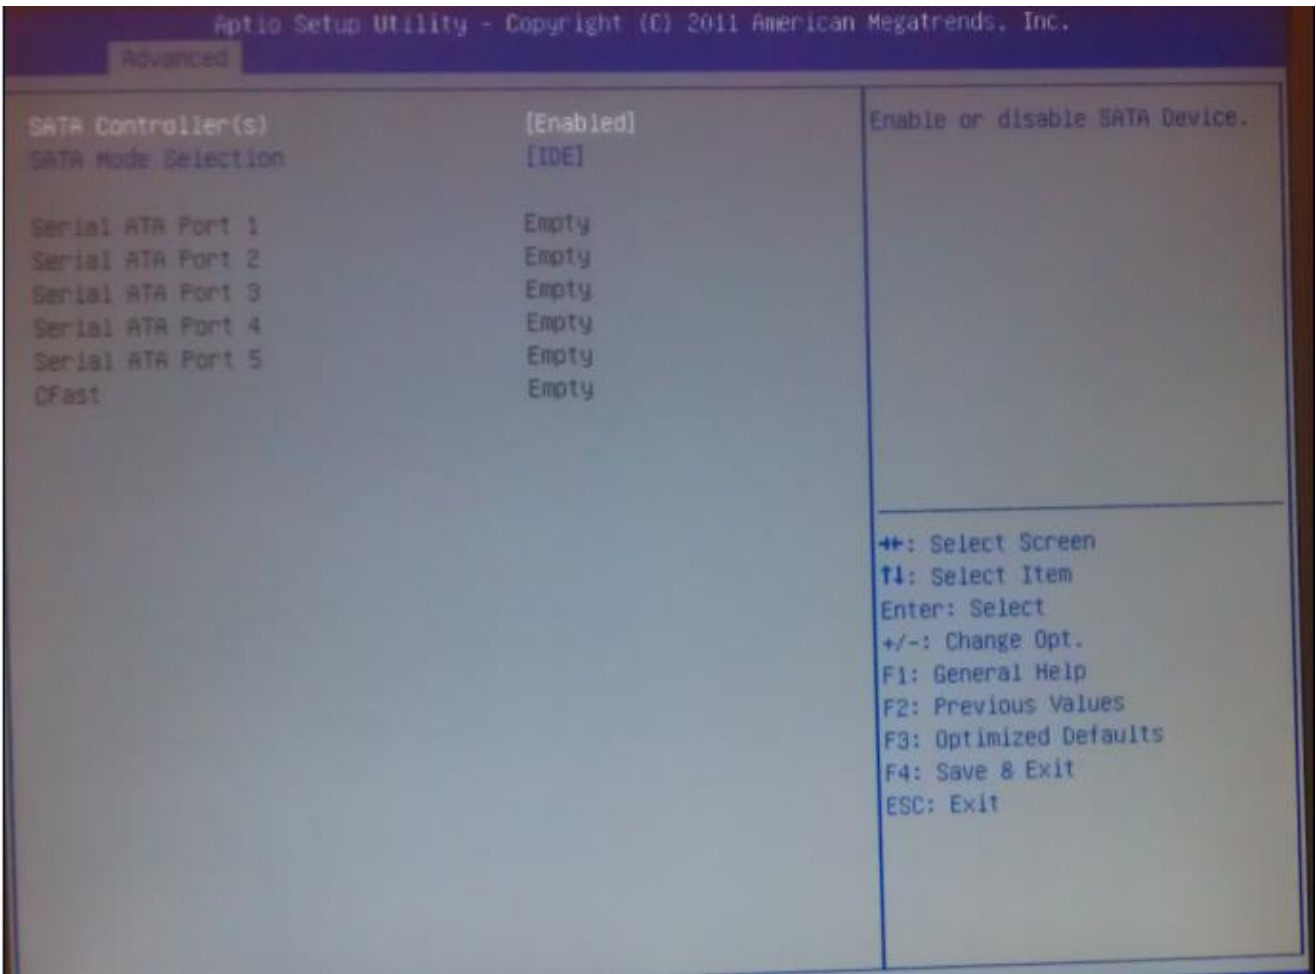 Aptio Setup Utility - Copyright (C) 2011 American Megatrends, Inc.
Advanced
SATA Controller(s) [Enabled]
SATA Mode Selection [IDE]
Serial ATA Port 1 Empty
Serial ATA Port 2 Empty
Serial ATA Port 3 Empty
Serial ATA Port 4 Empty
Serial ATA Port 5 Empty
CFast Empty
Enable or disable SATA Device.
→←: Select Screen
↑↓: Select Item
Enter: Select
+/-: Change Opt.
F1: General Help
F2: Previous Values
F3: Optimized Defaults
F4: Save & Exit
ESC: Exit